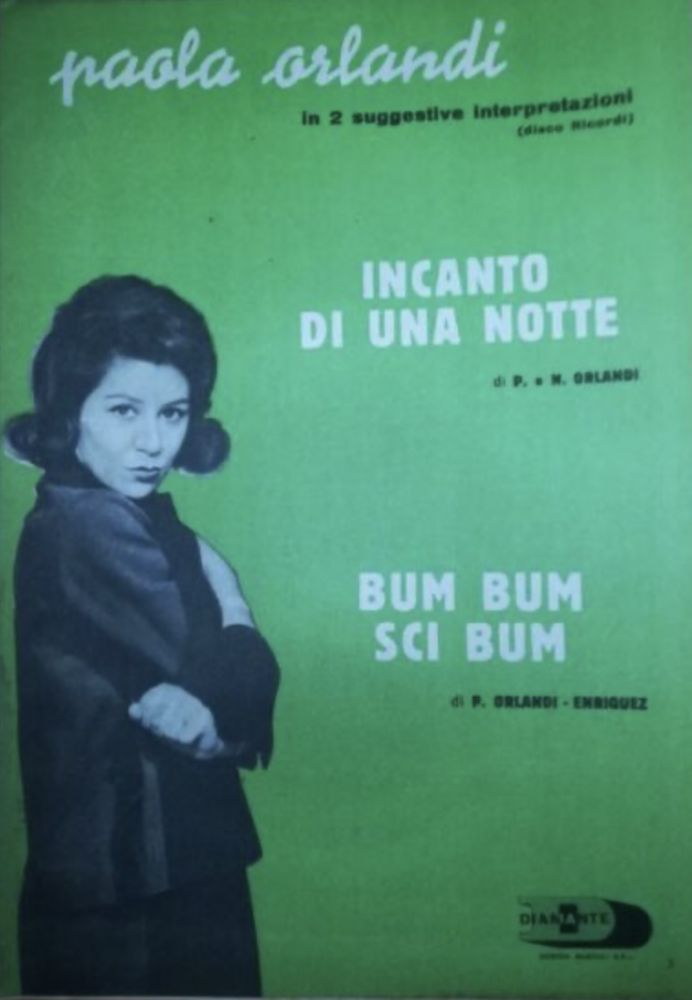 paola orlandi
in 2 suggestive interpretazioni
(disco Ricordi)
INCANTO
DI UNA NOTTE
di P. e N. ORLANDI
BUM BUM
SCI BUM
di P. ORLANDI - ENRIQUEZ
DIAMANTE